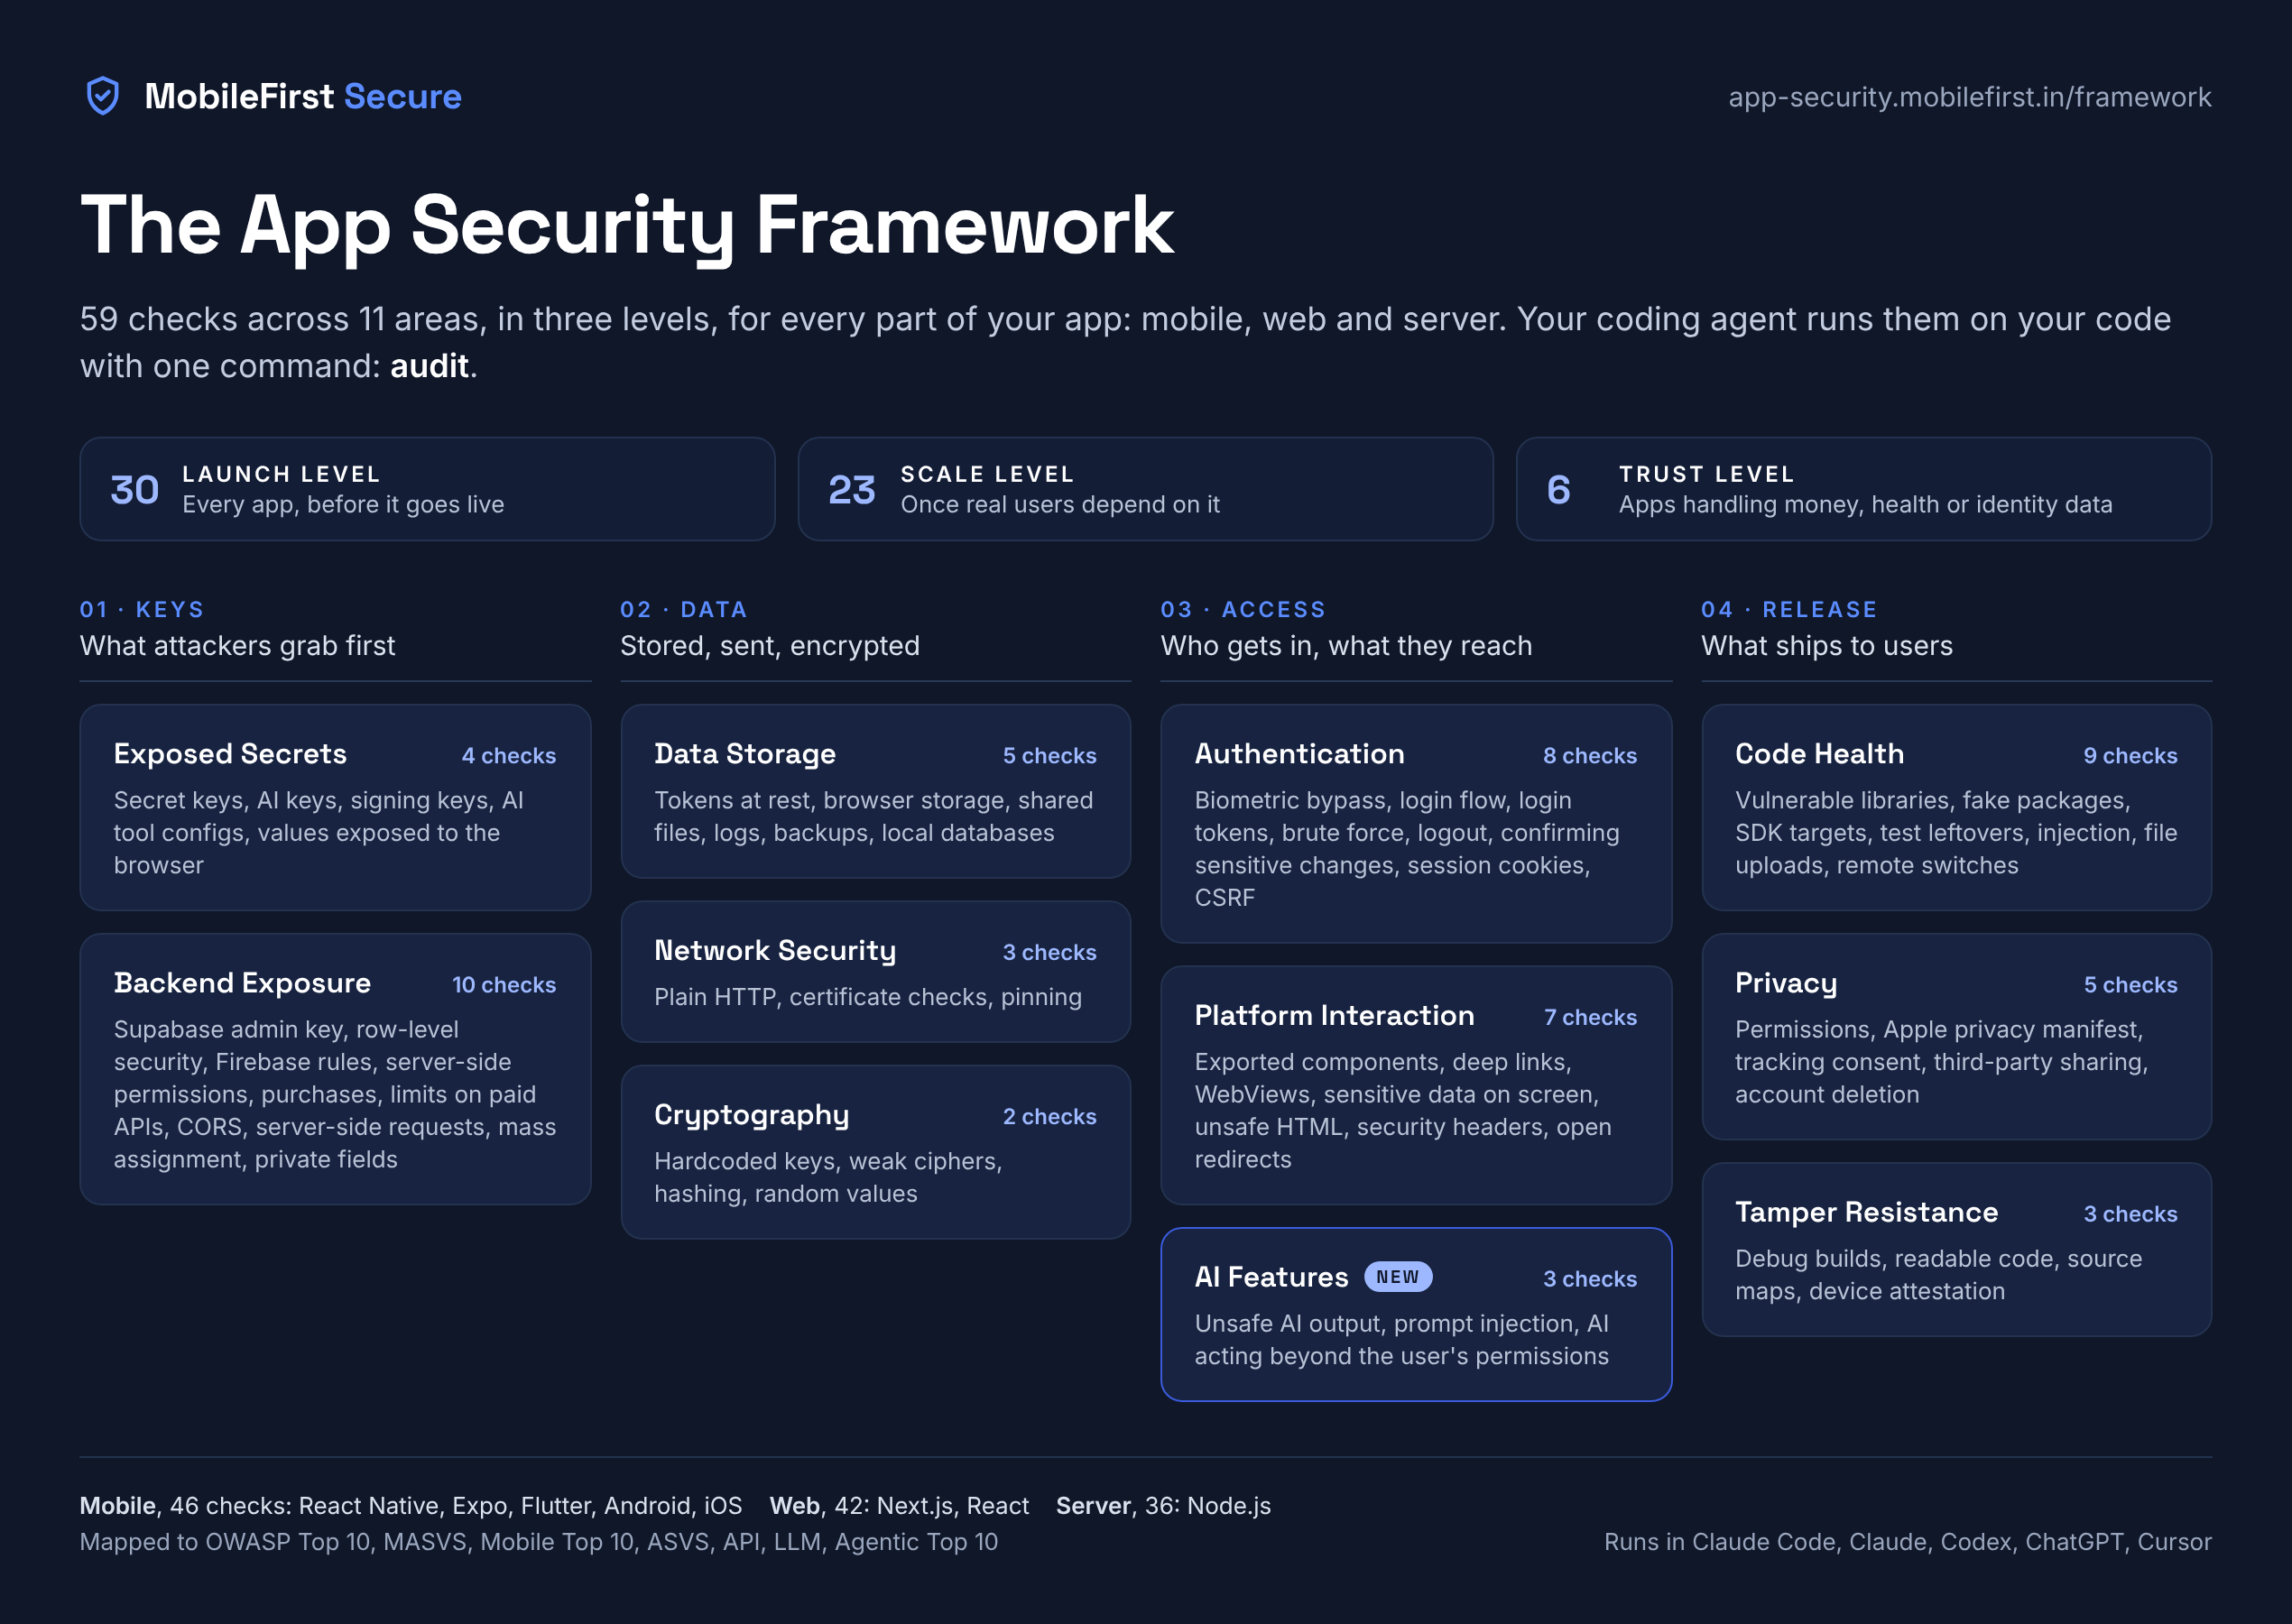 MobileFirst Secure
app-security.mobilefirst.in/framework
The App Security Framework
59 checks across 11 areas, in three levels, for every part of your app: mobile, web and server. Your coding agent runs them on your code
with one command: audit.
30
LAUNCH LEVEL
Every app, before it goes live
23
SCALE LEVEL
Once real users depend on it
6
TRUST LEVEL
Apps handling money, health or identity data
01 · KEYS
What attackers grab first
Exposed Secrets
4 checks
Secret keys, AI keys, signing keys, AI
tool configs, values exposed to the
browser
Backend Exposure
10 checks
Supabase admin key, row-level
security, Firebase rules, server-side
permissions, purchases, limits on paid
APIs, CORS, server-side requests, mass
assignment, private fields
02 · DATA
Stored, sent, encrypted
Data Storage
5 checks
Tokens at rest, browser storage, shared
files, logs, backups, local databases
Network Security
3 checks
Plain HTTP, certificate checks, pinning
Cryptography
2 checks
Hardcoded keys, weak ciphers,
hashing, random values
03 · ACCESS
Who gets in, what they reach
Authentication
8 checks
Biometric bypass, login flow, login
tokens, brute force, logout, confirming
sensitive changes, session cookies,
CSRF
Platform Interaction
7 checks
Exported components, deep links,
WebViews, sensitive data on screen,
unsafe HTML, security headers, open
redirects
AI Features NEW
3 checks
Unsafe AI output, prompt injection, AI
acting beyond the user's permissions
04 · RELEASE
What ships to users
Code Health
9 checks
Vulnerable libraries, fake packages,
SDK targets, test leftovers, injection, file
uploads, remote switches
Privacy
5 checks
Permissions, Apple privacy manifest,
tracking consent, third-party sharing,
account deletion
Tamper Resistance
3 checks
Debug builds, readable code, source
maps, device attestation
Mobile, 46 checks: React Native, Expo, Flutter, Android, iOS Web, 42: Next.js, React Server, 36: Node.js
Mapped to OWASP Top 10, MASVS, Mobile Top 10, ASVS, API, LLM, Agentic Top 10
Runs in Claude Code, Claude, Codex, ChatGPT, Cursor